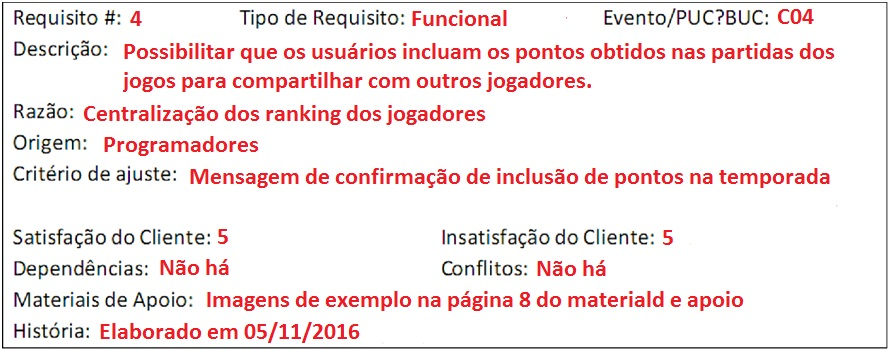 Requisito #: 4 Tipo de Requisito: Funcional Evento/PUC?BUC: C04
Descrição: Possibilitar que os usuários incluam os pontos obtidos nas partidas dos
jogos para compartilhar com outros jogadores.
Razão: Centralização dos ranking dos jogadores
Origem: Programadores
Critério de ajuste: Mensagem de confirmação de inclusão de pontos na temporada
Satisfação do Cliente: 5 Insatisfação do Cliente: 5
Dependências: Não há Conflitos: Não há
Materiais de Apoio: Imagens de exemplo na página 8 do materiald e apoio
História: Elaborado em 05/11/2016